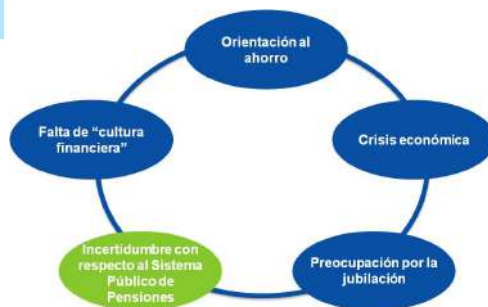 Orientación al
ahorro
Falta de “cultura
financiera”
Crisis económica
Incertidumbre con
respecto al Sistema
Público de
Pensiones
Preocupación por la
jubilación